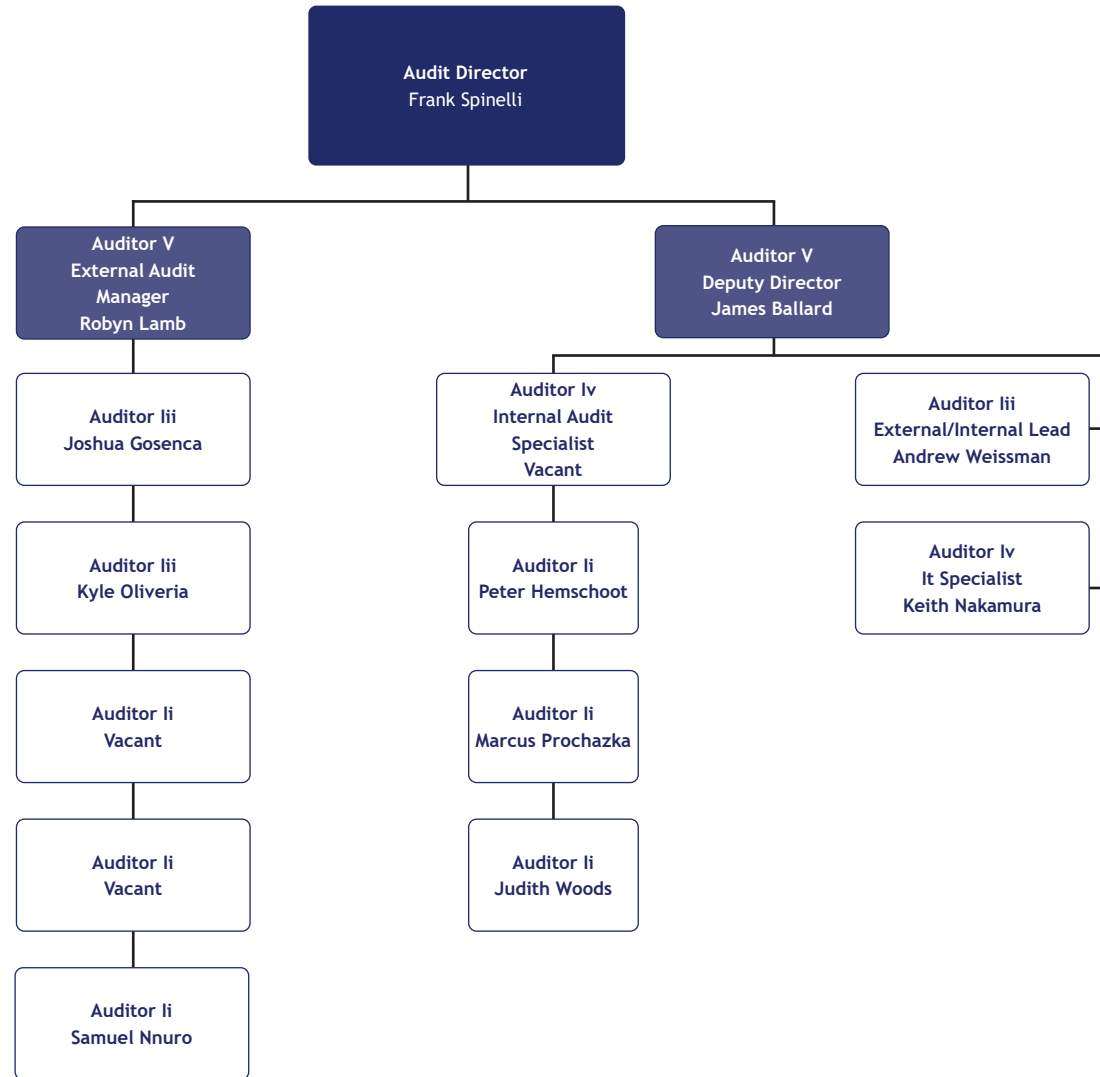 Audit Director
Frank Spinelli
Auditor V
External Audit
Manager
Robyn Lamb
Auditor V
Deputy Director
James Ballard
Auditor Iii
Joshua Gosenca
Auditor Iv
Internal Audit
Specialist
Vacant
Auditor Iii
External/Internal Lead
Andrew Weissman
Auditor Iii
Kyle Oliveria
Auditor Ii
Peter Hemschoot
Auditor Iv
It Specialist
Keith Nakamura
Auditor Ii
Vacant
Auditor Ii
Marcus Prochazka
Auditor Ii
Vacant
Auditor Ii
Judith Woods
Auditor Ii
Samuel Nnuro